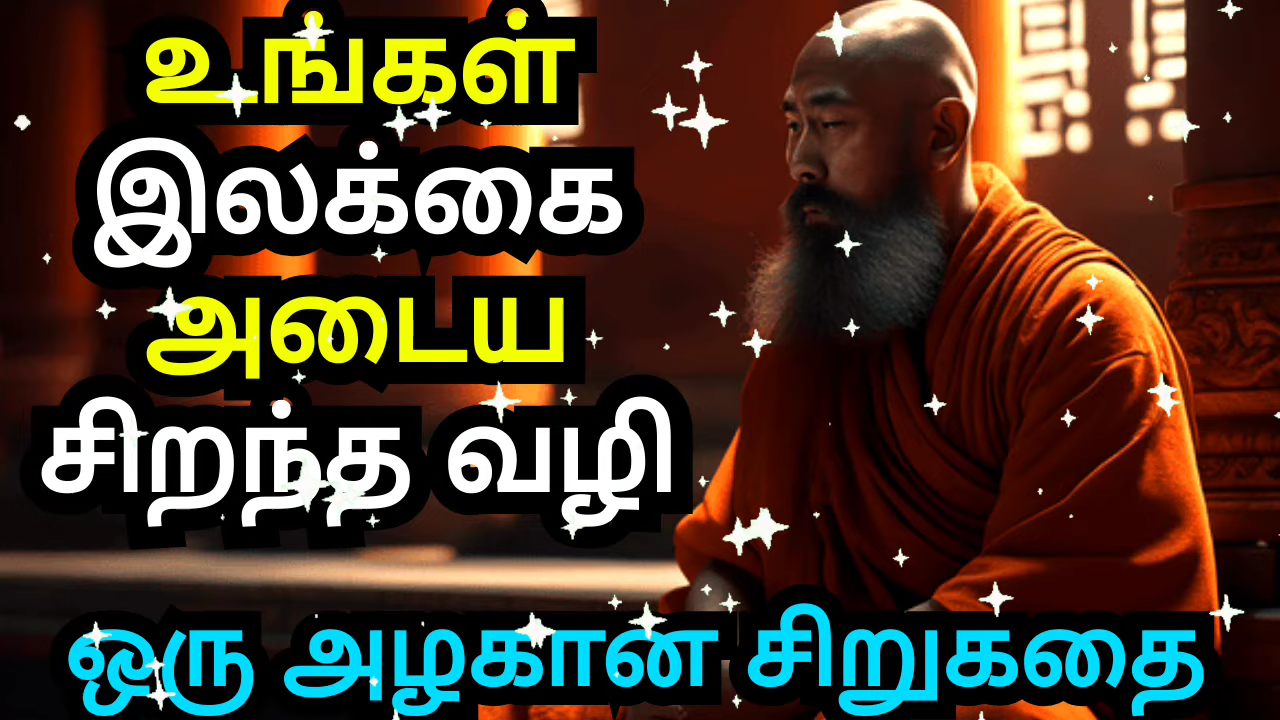 உங்கள்
இலக்கை
அடைய
சிறந்த வழி
ஒரு அழகான சிறுகதை